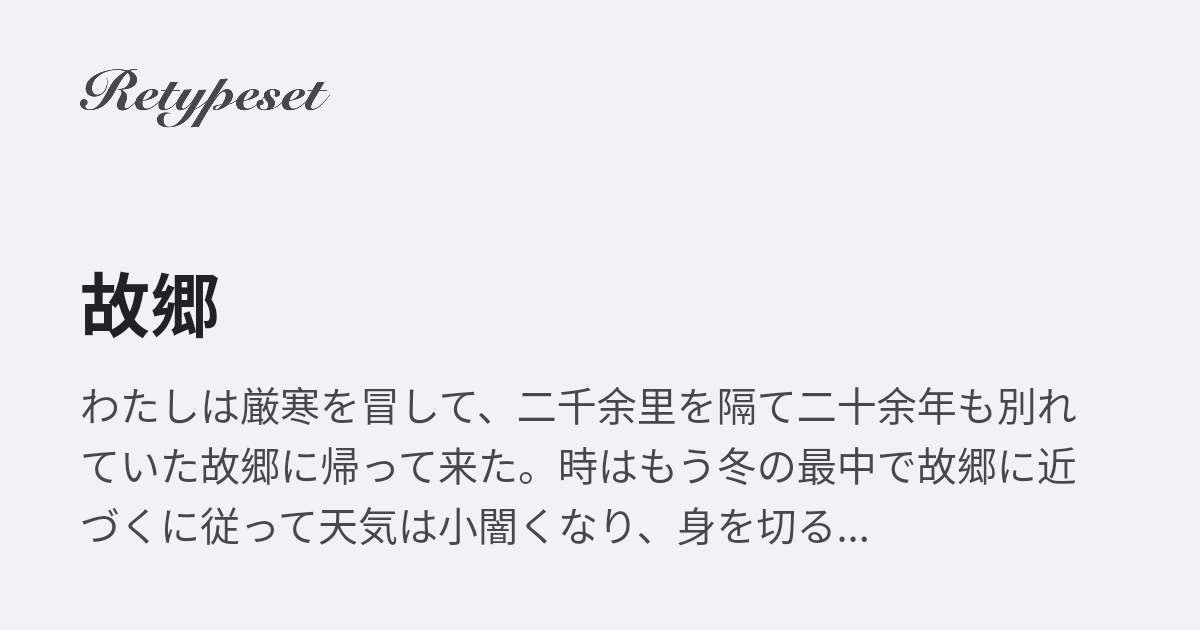 Retypeset
故郷
わたしは厳寒を冒して、二千余里を隔て二十余年も別れ
ていた故郷に帰って来た。時はもう冬の最中で故郷に近
づくに従って天気は小闇くなり、身を切る...